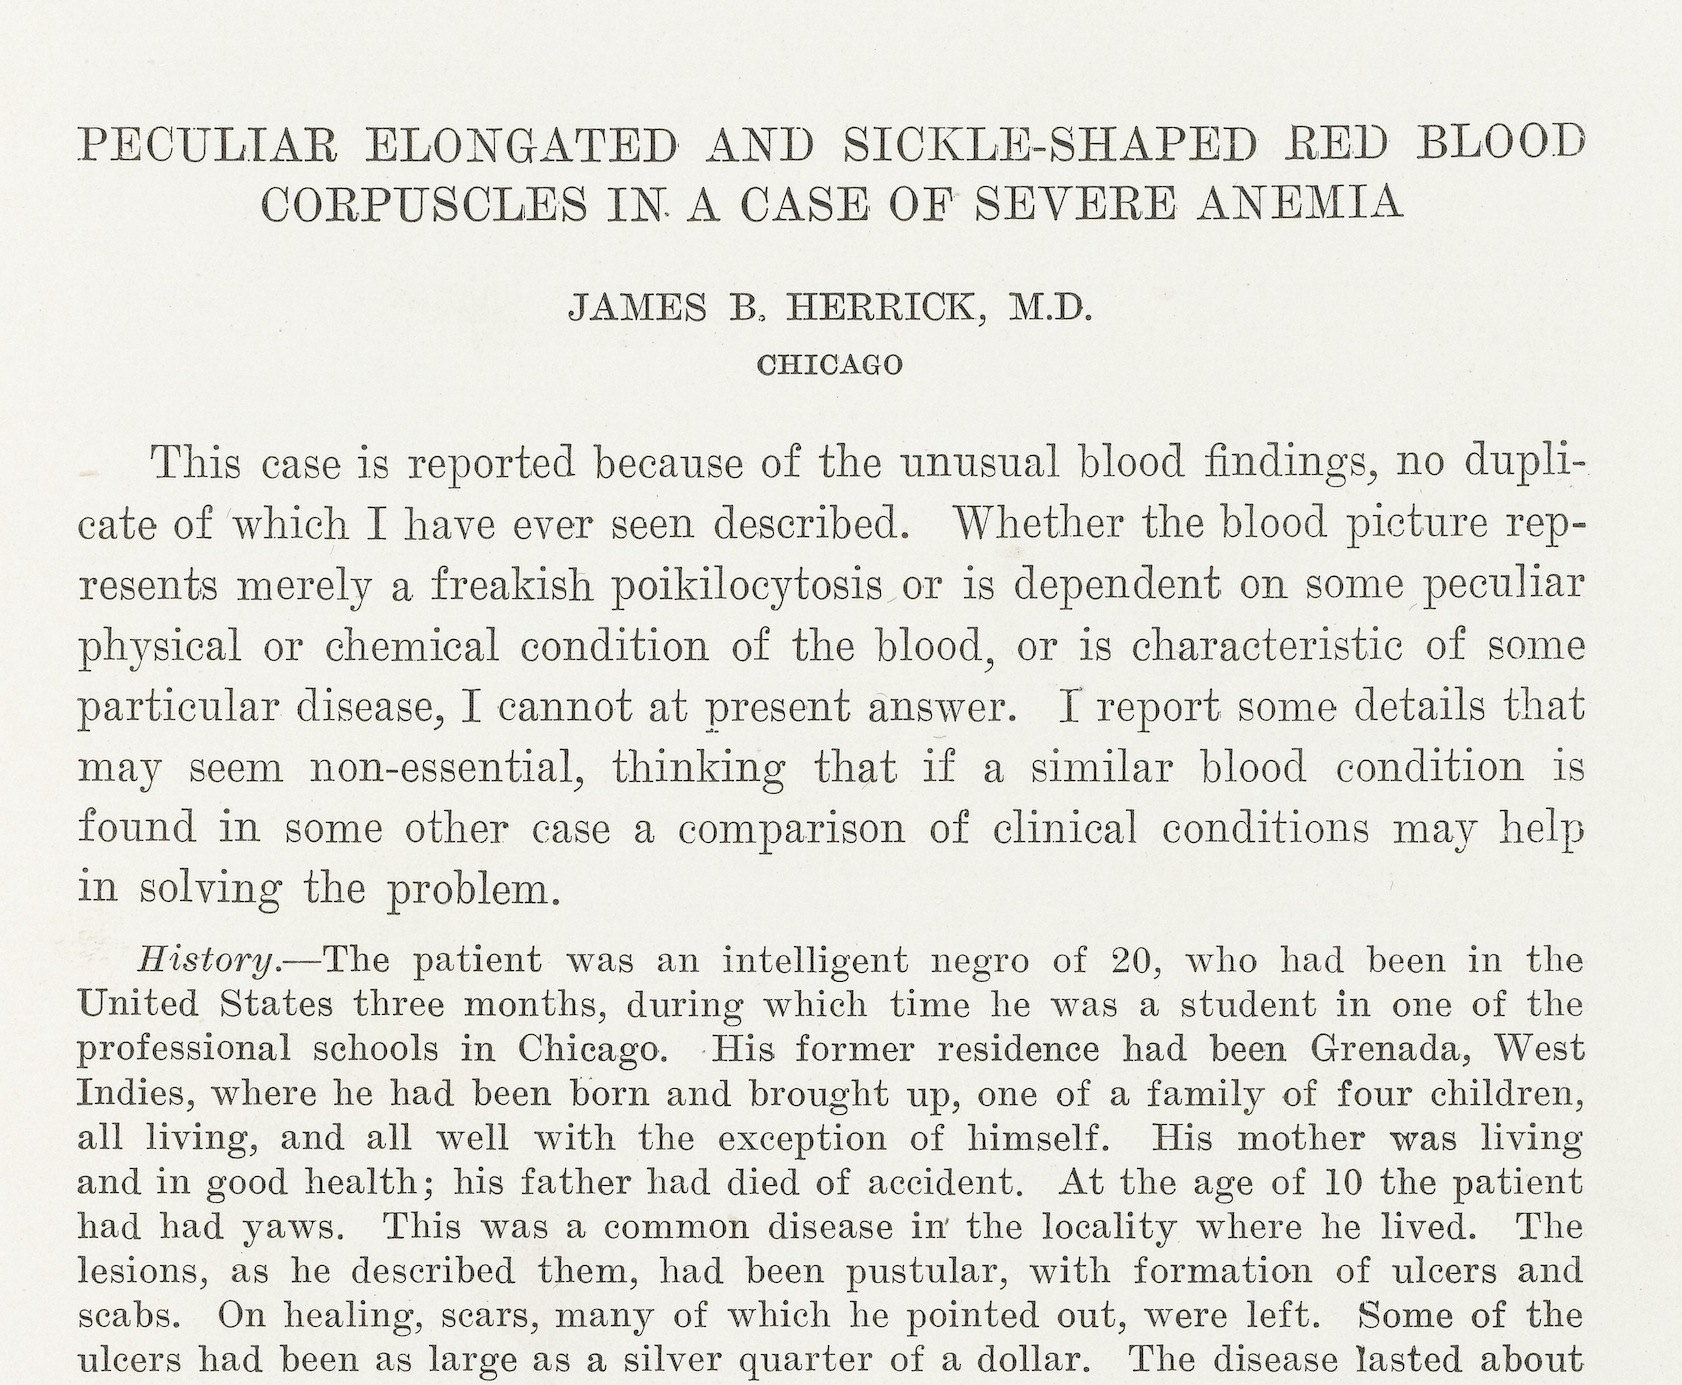 PECULIAR ELONGATED AND SICKLE-SHAPED RED BLOOD
CORPUSCLES IN A CASE OF SEVERE ANEMIA
JAMES B. HERRICK, M.D.
CHICAGO
This case is reported because of the unusual blood findings, no dupli-
cate of which I have ever seen described. Whether the blood picture rep-
resents merely a freakish poikilocytosis or is dependent on some peculiar
physical or chemical condition of the blood, or is characteristic of some
particular disease, I cannot at present answer. I report some details that
may seem non-essential, thinking that if a similar blood condition is
found in some other case a comparison of clinical conditions may help
in solving the problem.
History.—The patient was an intelligent negro of 20, who had been in the
United States three months, during which time he was a student in one of the
professional schools in Chicago. His former residence had been Grenada, West
Indies, where he had been born and brought up, one of a family of four children,
all living, and all well with the exception of himself. His mother was living
and in good health; his father had died of accident. At the age of 10 the patient
had had yaws. This was a common disease in the locality where he lived. The
lesions, as he described them, had been pustular, with formation of ulcers and
scabs. On healing, scars, many of which he pointed out, were left. Some of the
ulcers had been as large as a silver quarter of a dollar. The disease lasted about